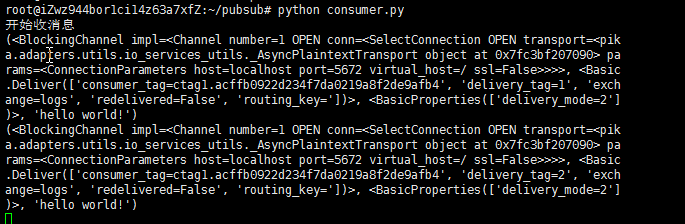 root@iZwz944bor1ci14z63a7xfZ:~/pubsub# python consumer.py
开始收消息
(<BlockingChannel impl=<Channel number=1 OPEN conn=<SelectConnection OPEN transport=<pik
a.adapters.utils.io_services_utils._AsyncPlaintextTransport object at 0x7fc3bf207090> pa
rams=<ConnectionParameters host=localhost port=5672 virtual_host=/ ssl=False>>>>, <Basic
.Deliver(['consumer_tag=ctag1.acffb0922d234f7da0219a8f2de9afb4', 'delivery_tag=1', 'exch
ange=logs', 'redelivered=False', 'routing_key='])>, <BasicProperties(['delivery_mode=2']
)>, 'hello world!')
(<BlockingChannel impl=<Channel number=1 OPEN conn=<SelectConnection OPEN transport=<pik
a.adapters.utils.io_services_utils._AsyncPlaintextTransport object at 0x7fc3bf207090> pa
rams=<ConnectionParameters host=localhost port=5672 virtual_host=/ ssl=False>>>>, <Basic
.Deliver(['consumer_tag=ctag1.acffb0922d234f7da0219a8f2de9afb4', 'delivery_tag=2', 'exch
ange=logs', 'redelivered=False', 'routing_key='])>, <BasicProperties(['delivery_mode=2']
)>, 'hello world!')